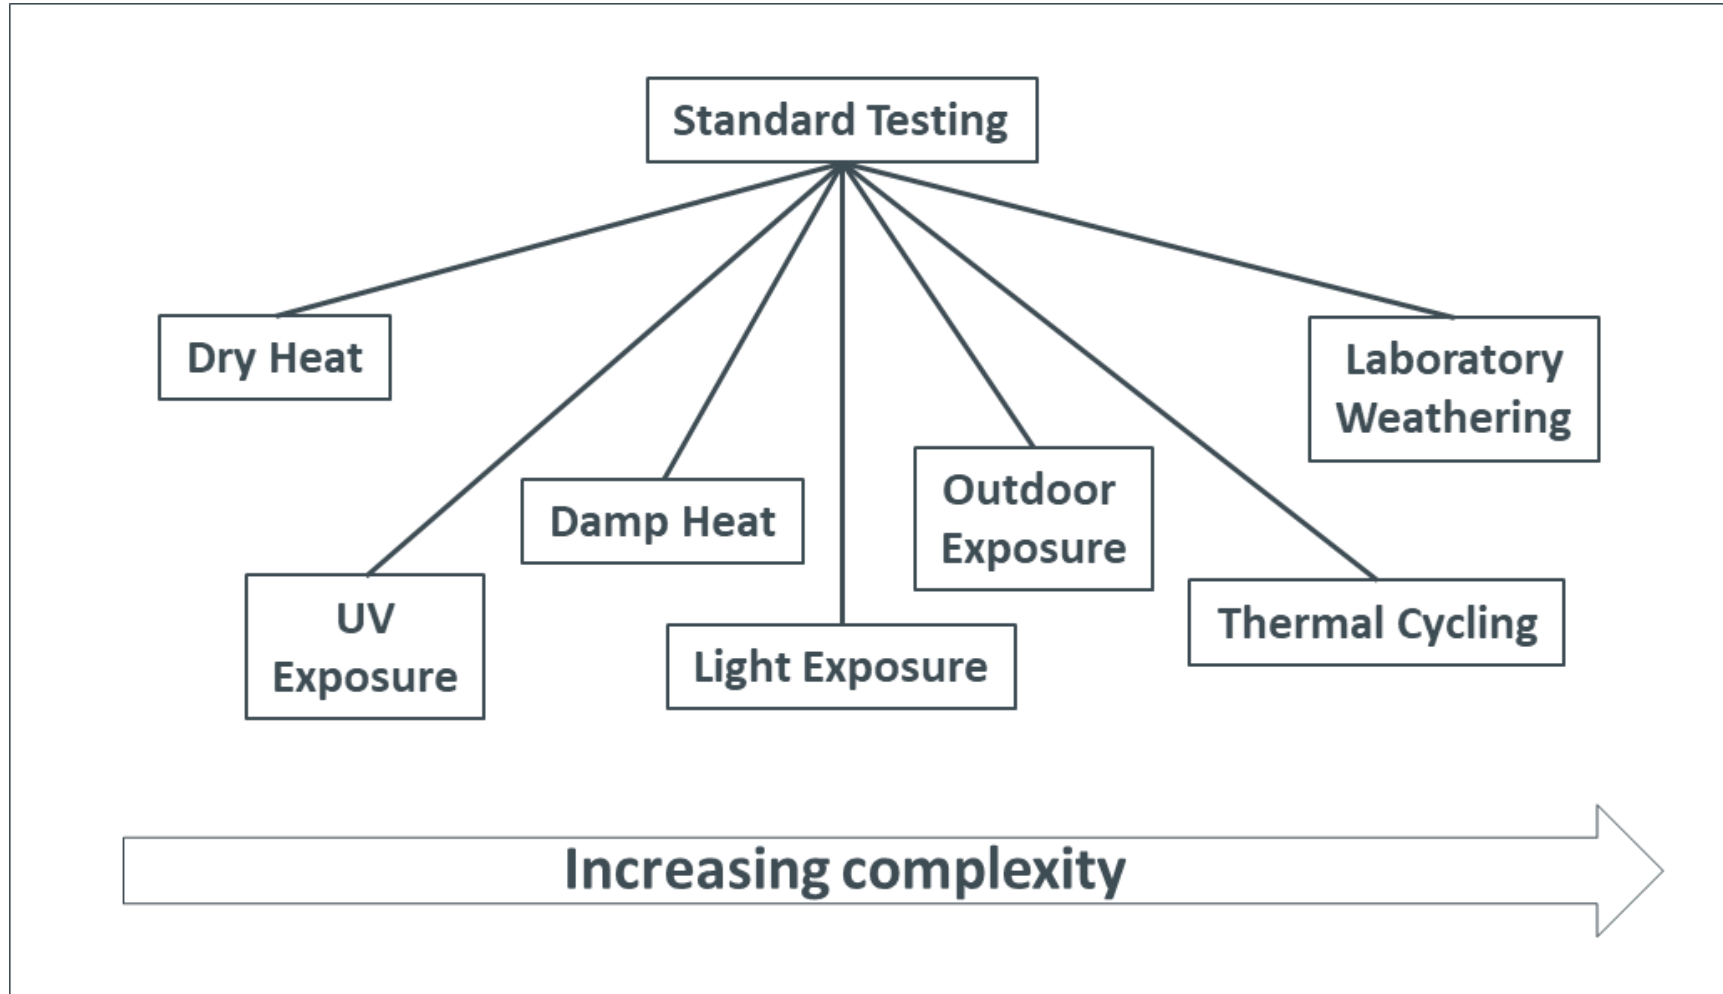 Standard Testing
Dry Heat
Laboratory
Weathering
Damp Heat
Outdoor
Exposure
UV
Exposure
Light Exposure
Thermal Cycling
Increasing complexity